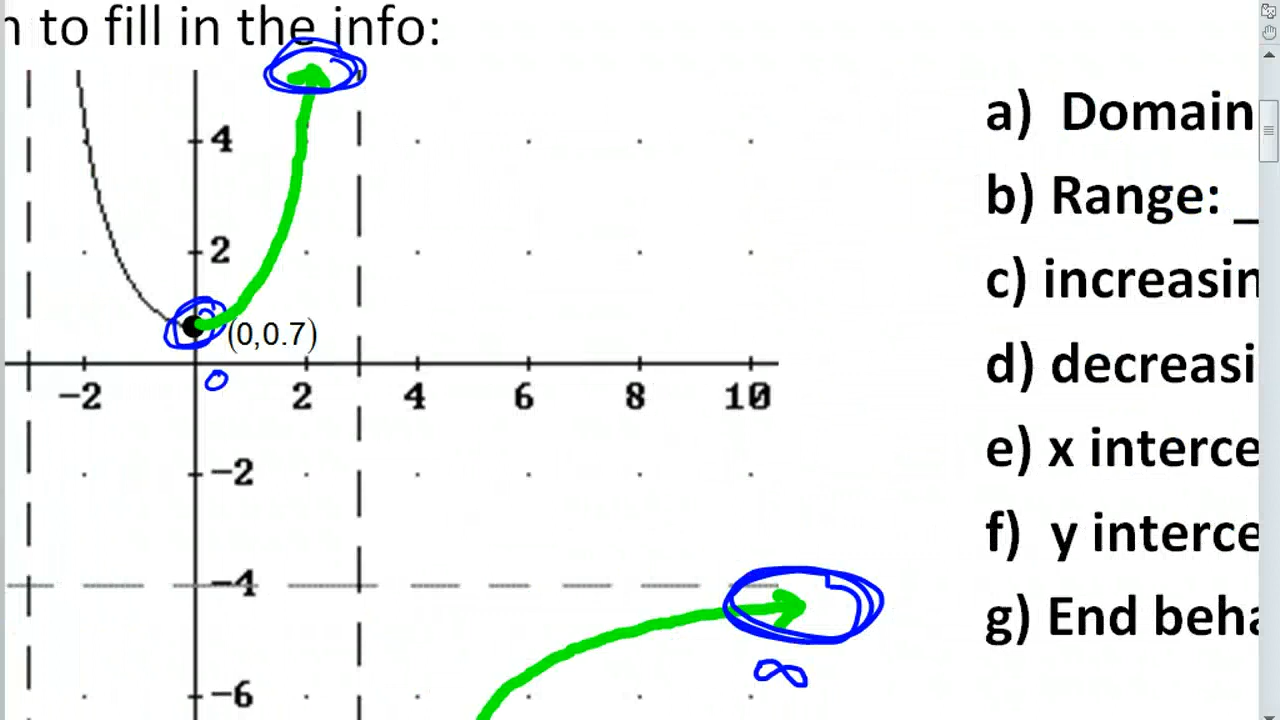 n to fill in the info:
4
2
(0,0.7)
0
-2 2 4 6 8 10
-2
-4
∞
-6
a) Domain
b) Range: _
c) increasin
d) decreasi
e) x interce
f) y interce
g) End beha